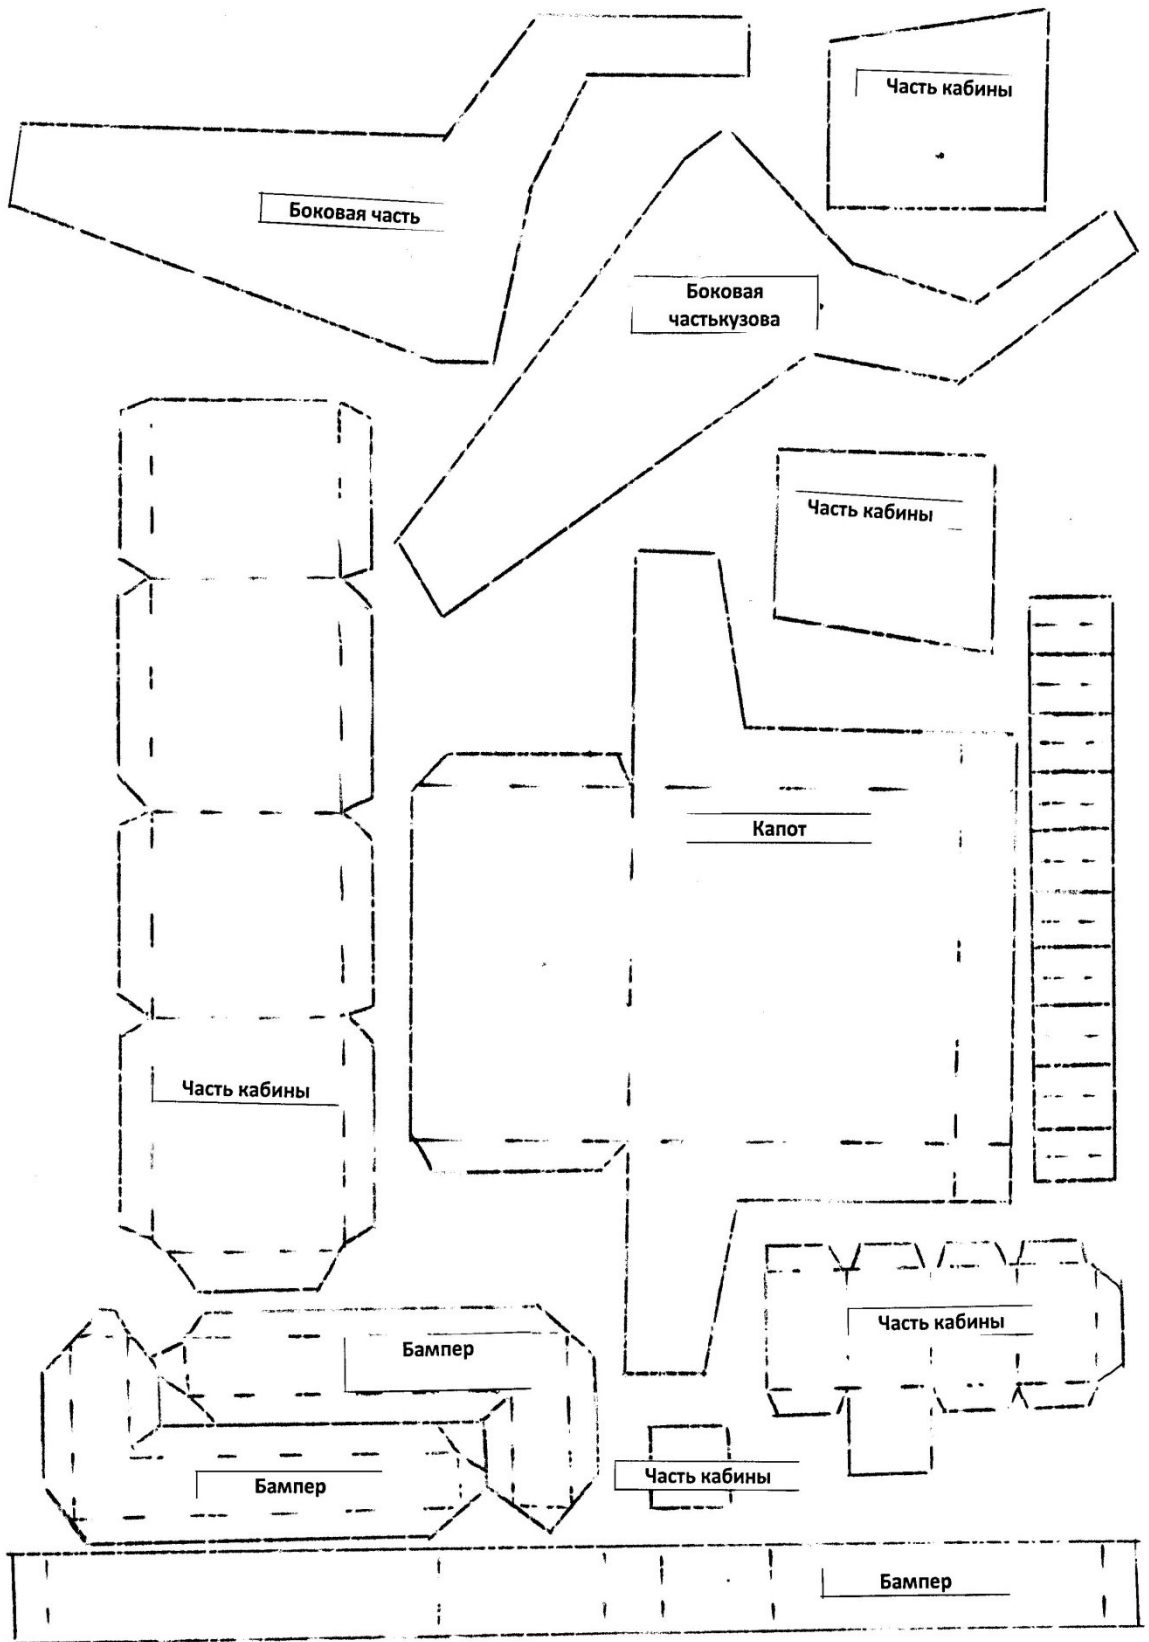 Часть кабины
Боковая часть
Боковая
частькузова
Часть кабины
Капот
Часть кабины
Часть кабины
Бампер
Часть кабины
Бампер
Бампер